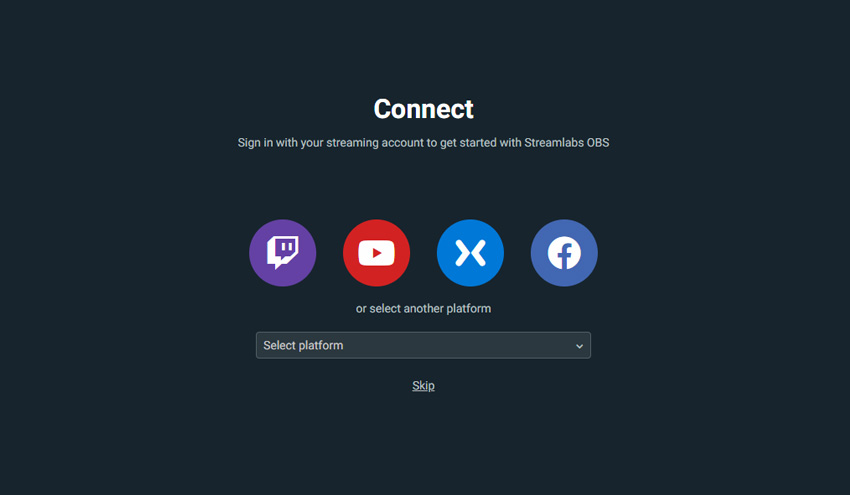 Connect
Sign in with your streaming account to get started with Streamlabs OBS
or select another platform
Select platform
Skip